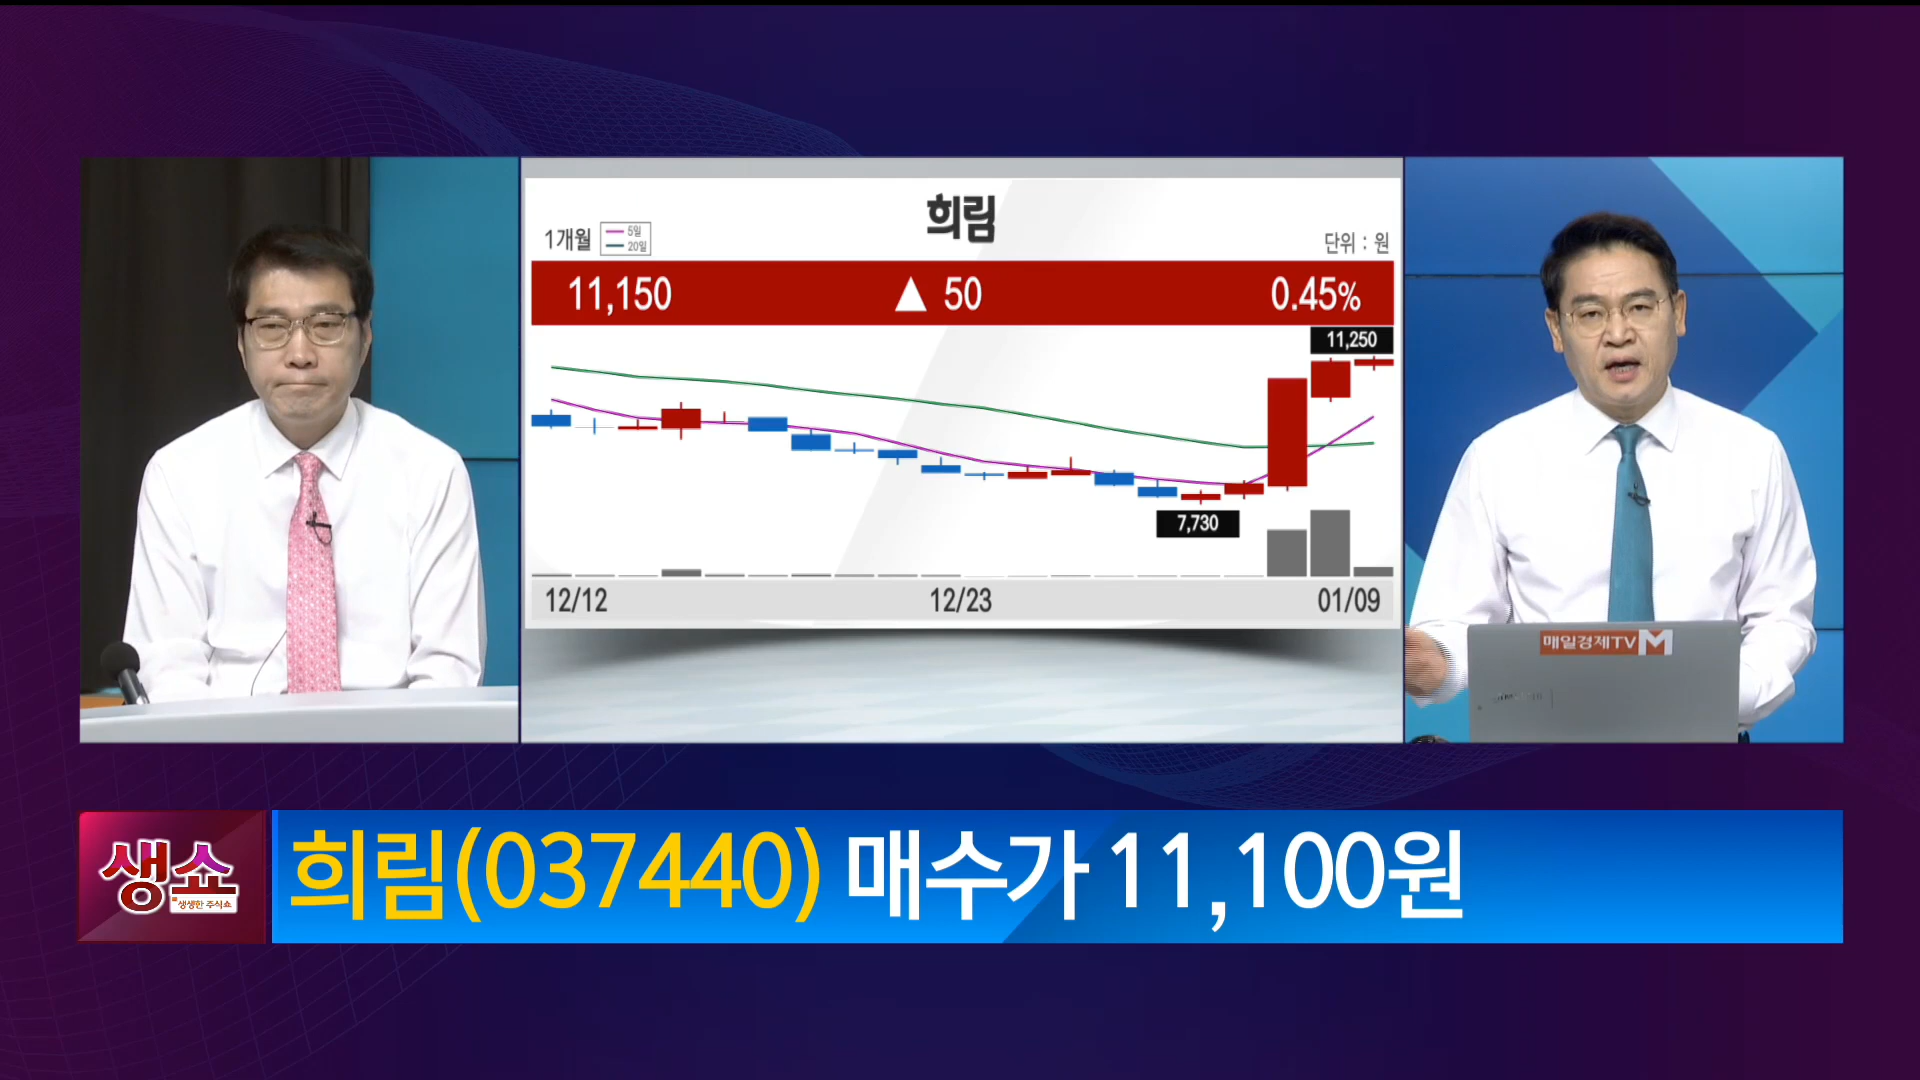 희림
1개월
5일
20일
단위 : 원
11,150 ▲ 50 0.45%
11,250
7,730
12/12 12/23 01/09
매일경제TV M
생쇼
생생한 주식쇼
희림(037440) 매수가 11,100원